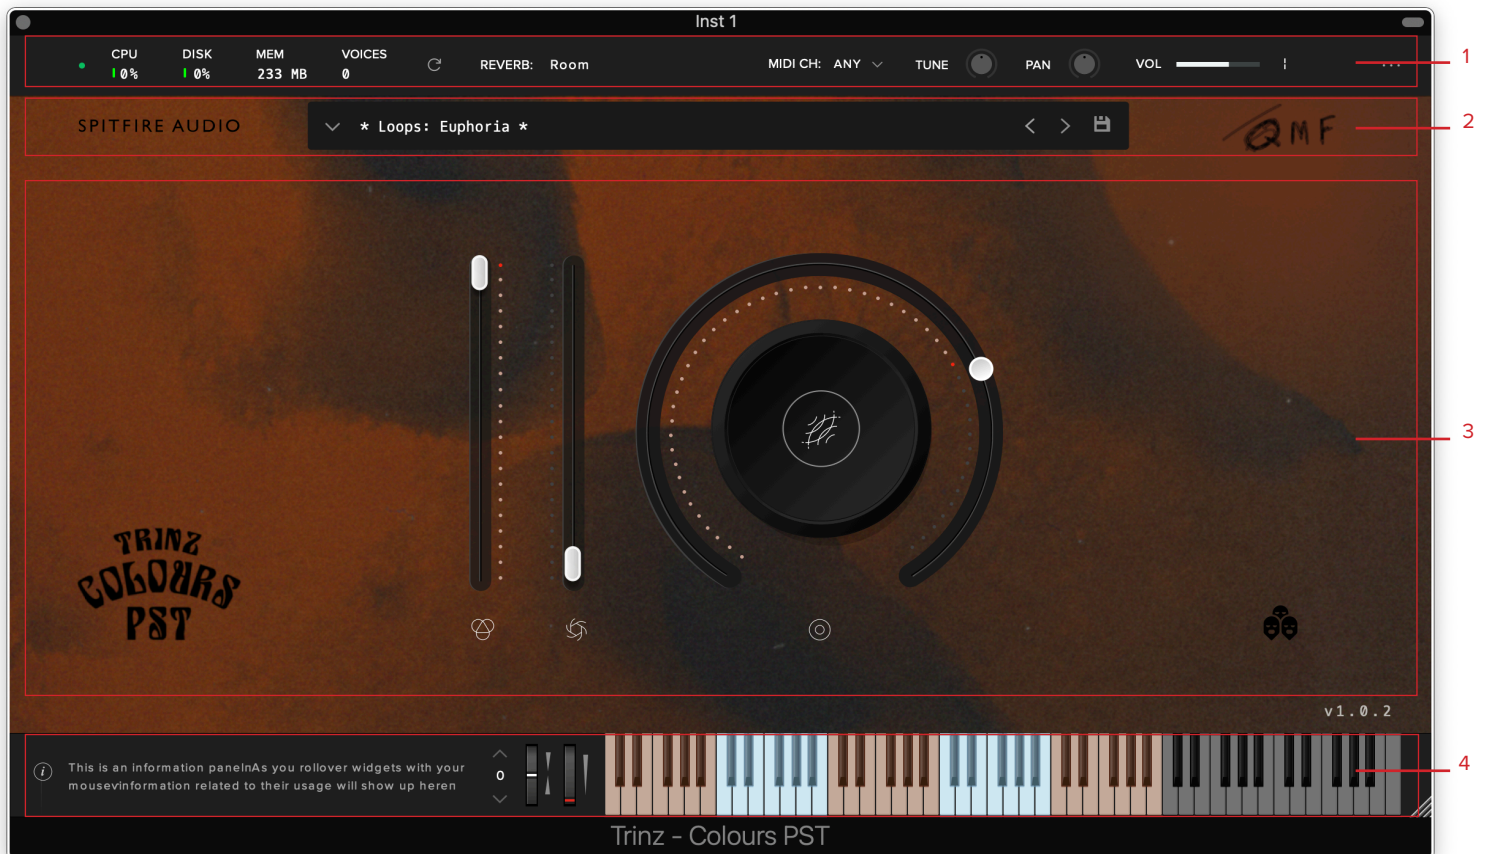 Inst 1
CPU DISK MEM VOICES
0% 0% 233 MB 0
REVERB: Room MIDI CH: ANY TUNE PAN VOL
1
SPITFIRE AUDIO * Loops: Euphoria * QMF
2
3
TRINZ
COLOURS
PST
v1.0.2
This is an information panelnAs you rollover widgets with your
mousevinformation related to their usage will show up heren
0
4
Trinz - Colours PST